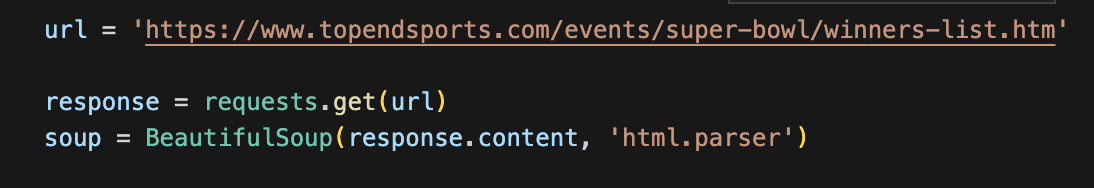 url = 'https://www.topendsports.com/events/super-bowl/winners-list.htm'
response = requests.get(url)
soup = BeautifulSoup(response.content, 'html.parser')